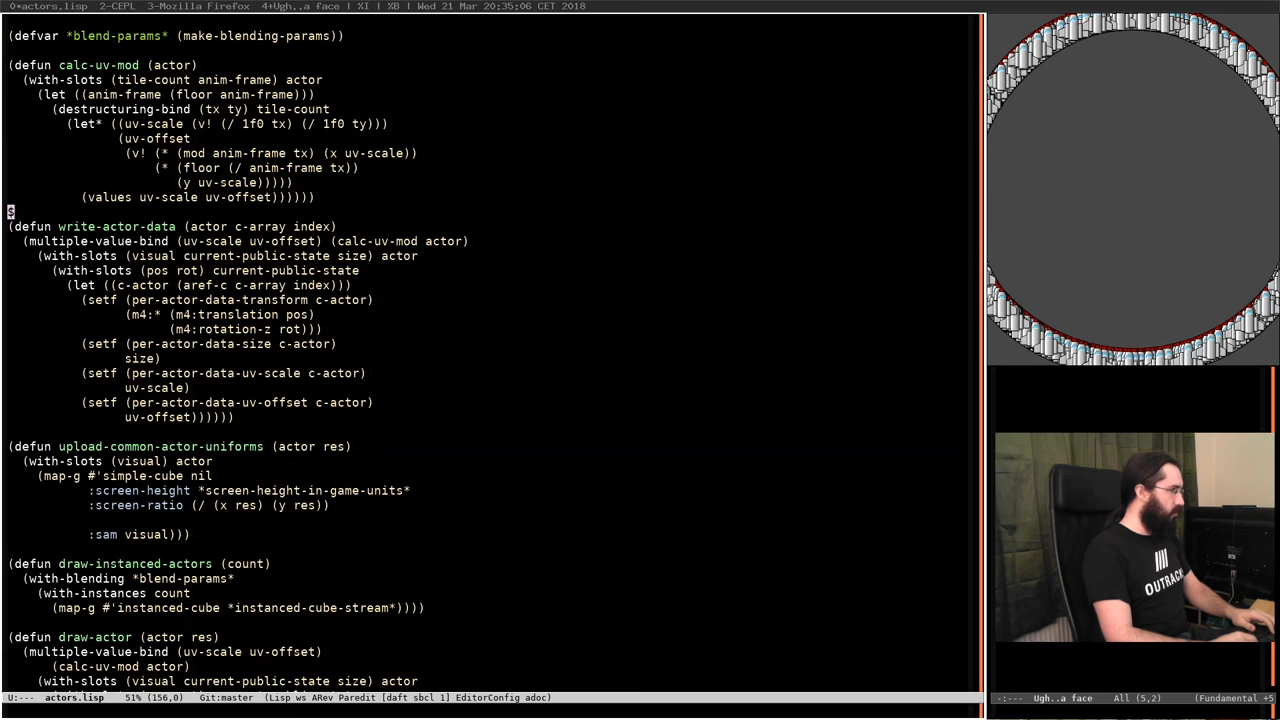 0*actors.lisp  2-CEPL  3-Mozilla Firefox  4+Ugh..a face | %I | %B | Wed 21 Mar 20:35:06 CET 2018
(defvar *blend-params* (make-blending-params))
(defun calc-uv-mod (actor)
  (with-slots (tile-count anim-frame) actor
    (let ((anim-frame (floor anim-frame)))
      (destructuring-bind (tx ty) tile-count
        (let* ((uv-scale (v! (/ 1f0 tx) (/ 1f0 ty)))
               (uv-offset
                (v! (* (mod anim-frame tx) (x uv-scale))
                    (* (floor (/ anim-frame tx))
                       (y uv-scale)))))
          (values uv-scale uv-offset))))))
$
(defun write-actor-data (actor c-array index)
  (multiple-value-bind (uv-scale uv-offset) (calc-uv-mod actor)
    (with-slots (visual current-public-state size) actor
      (with-slots (pos rot) current-public-state
        (let ((c-actor (aref-c c-array index)))
          (setf (per-actor-data-transform c-actor)
                (m4:* (m4:translation pos)
                      (m4:rotation-z rot)))
          (setf (per-actor-data-size c-actor)
                size)
          (setf (per-actor-data-uv-scale c-actor)
                uv-scale)
          (setf (per-actor-data-uv-offset c-actor)
                uv-offset))))))
(defun upload-common-actor-uniforms (actor res)
  (with-slots (visual) actor
    (map-g #'simple-cube nil
           :screen-height *screen-height-in-game-units*
           :screen-ratio (/ (x res) (y res))
           :sam visual)))
(defun draw-instanced-actors (count)
  (with-blending *blend-params*
    (with-instances count
      (map-g #'instanced-cube *instanced-cube-stream*))))
(defun draw-actor (actor res)
  (multiple-value-bind (uv-scale uv-offset)
      (calc-uv-mod actor)
    (with-slots (visual current-public-state size) actor
U:---  actors.lisp    51% (156,0)    Git:master  (Lisp ws ARev Paredit [daft sbcl 1] EditorConfig adoc)
-:---  Ugh..a face    All (5,2)    (Fundamental +5
OUTRACK